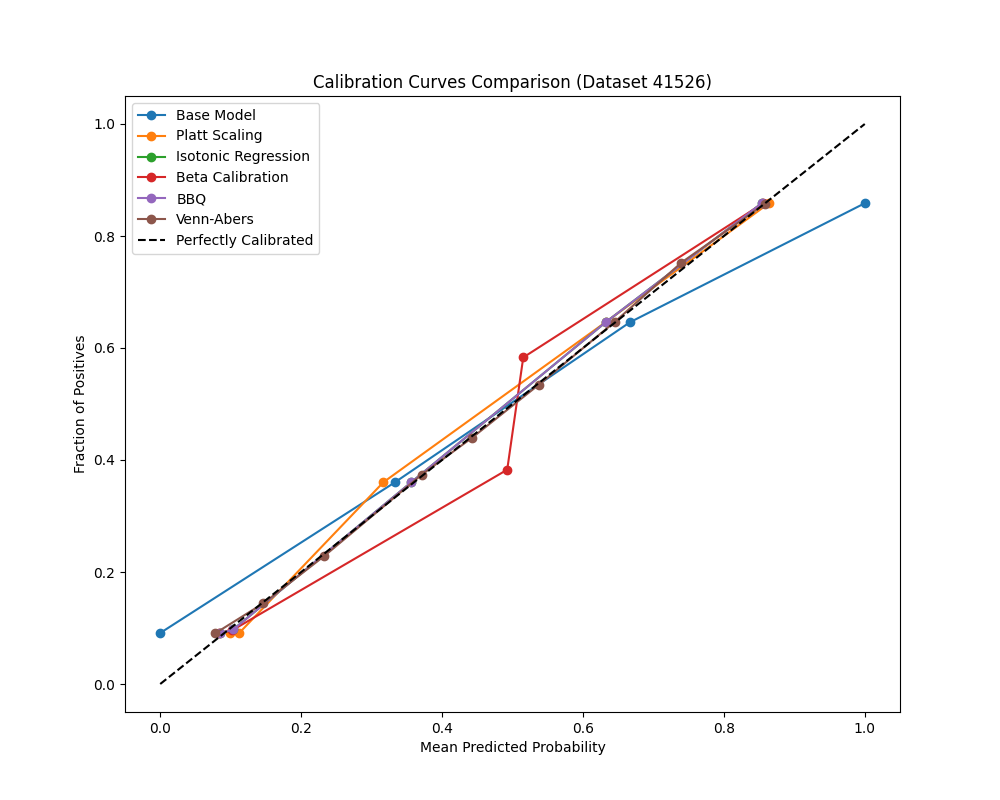 Calibration Curves Comparison (Dataset 41526)
Base Model
Platt Scaling
Isotonic Regression
Beta Calibration
BBQ
Venn-Abers
Perfectly Calibrated
Fraction of Positives
1.0
0.8
0.6
0.4
0.2
0.0
0.0 0.2 0.4 0.6 0.8 1.0
Mean Predicted Probability